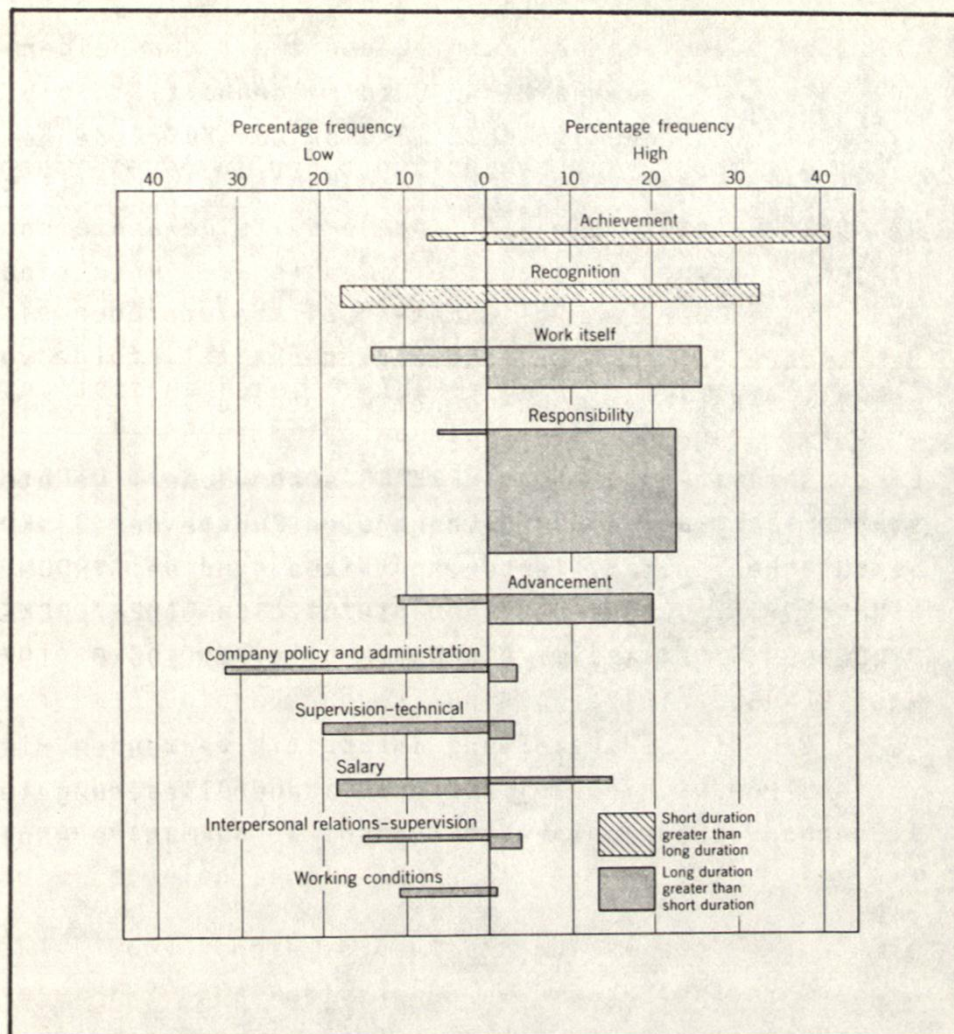 Percentage frequency Percentage frequency
Low High
40 30 20 10 0 10 20 30 40
Achievement
Recognition
Work itself
Responsibility
Advancement
Company policy and administration
Supervision–technical
Salary
Interpersonal relations–supervision
Working conditions
Short duration
greater than
long duration
Long duration
greater than
short duration